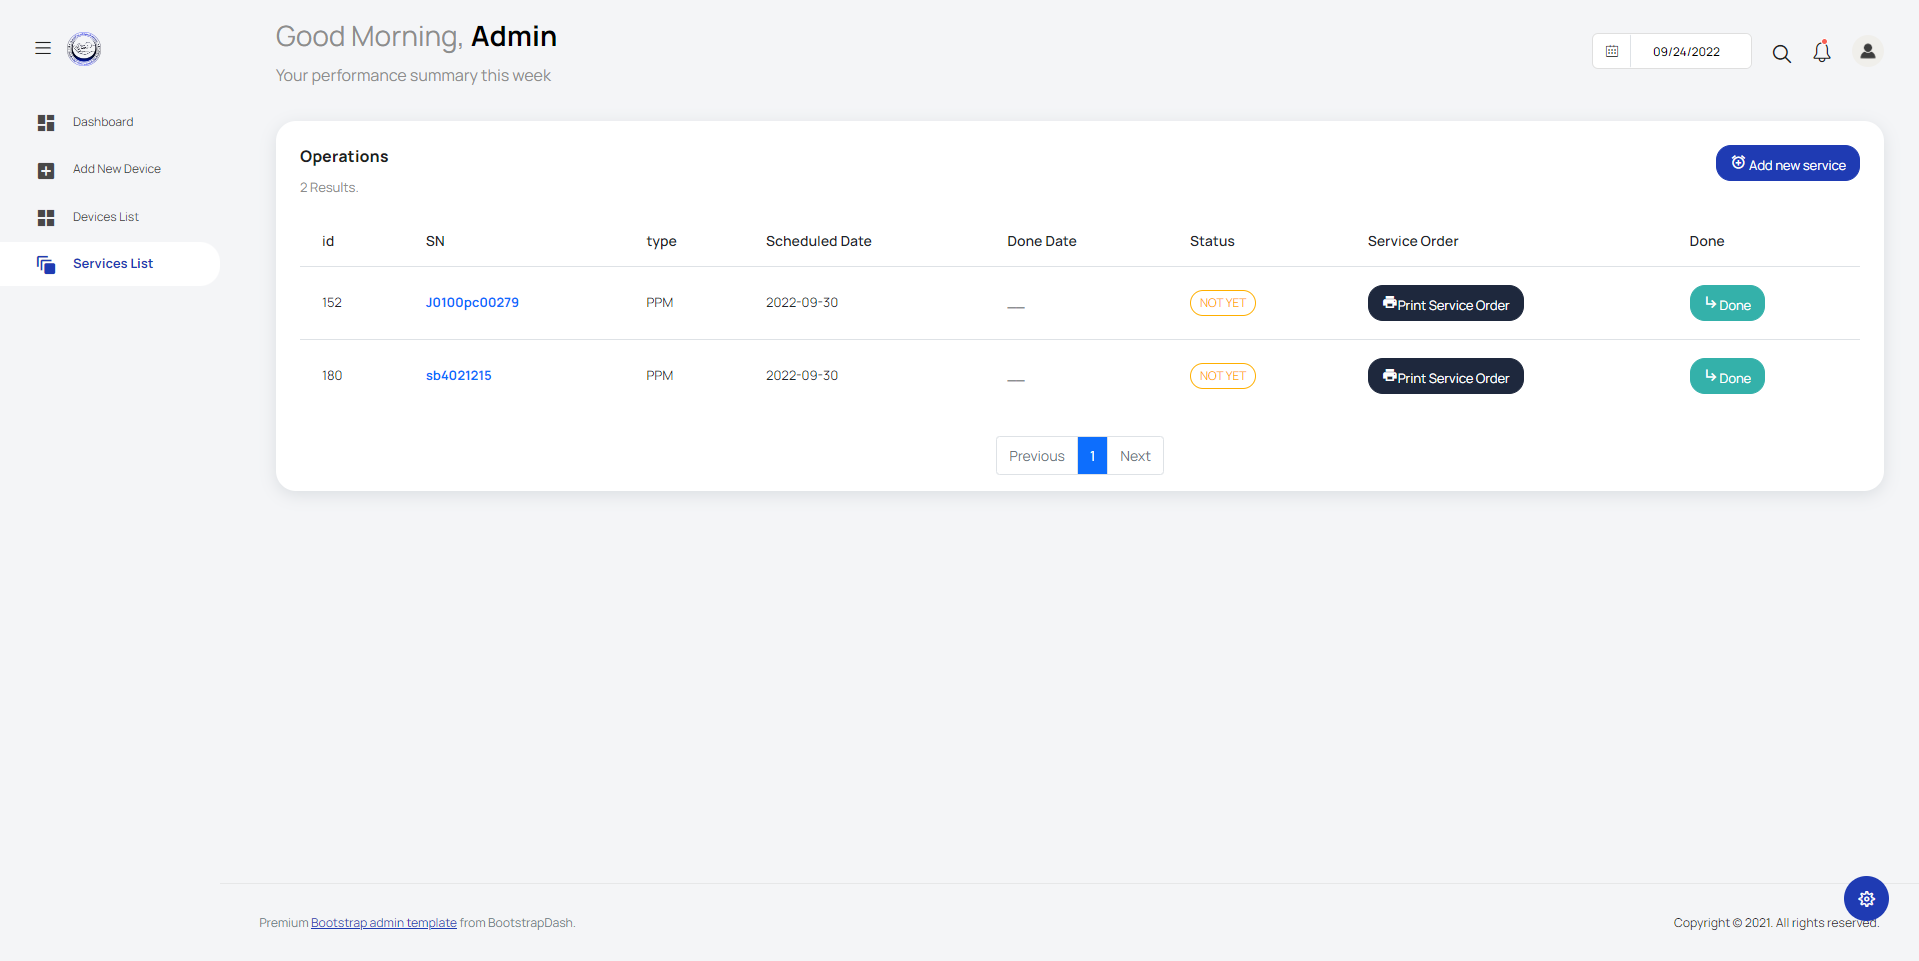 Good Morning, Admin
Your performance summary this week
09/24/2022
Dashboard
Add New Device
Devices List
Services List
Operations
2 Results.
Add new service
id SN type Scheduled Date Done Date Status Service Order Done
152 J0100pc00279 PPM 2022-09-30 __ NOT YET Print Service Order Done
180 sb4021215 PPM 2022-09-30 __ NOT YET Print Service Order Done
Previous 1 Next
Premium Bootstrap admin template from BootstrapDash.
Copyright © 2021. All rights reserved.